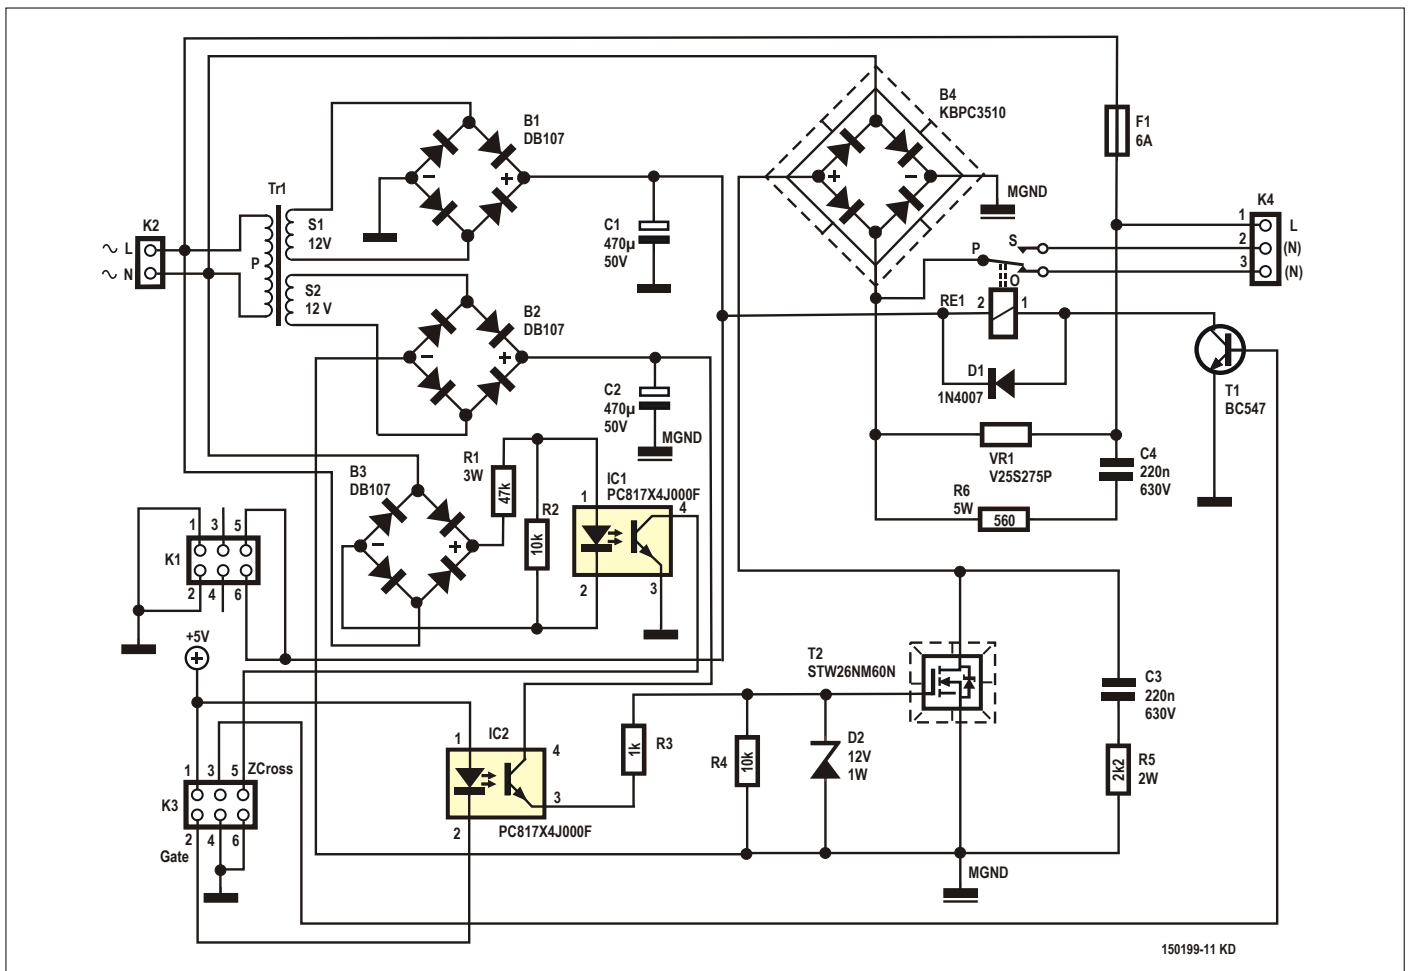 B1
DB107
B4
KBPC3510
F1
6A
Tr1
K2
~ L
~ N
P
S1
12V
S2
12 V
–
+
C1
470µ
50V
+
–
MGND
K4
1
L
2
(N)
3
(N)
P
S
O
RE1
2
1
B2
DB107
–
+
C2
470µ
50V
MGND
D1
1N4007
T1
BC547
VR1
V25S275P
C4
220n
630V
R6
5W
560
B3
DB107
–
+
R1
3W
47k
R2
10k
IC1
PC817X4J000F
1
4
2
3
K1
1
3
5
2
4
6
+5V
T2
STW26NM60N
C3
220n
630V
R5
2W
2k2
IC2
1
4
2
3
PC817X4J000F
R3
1k
R4
10k
D2
12V
1W
MGND
K3
1
3
5
ZCross
2
4
6
Gate
150199-11 KD